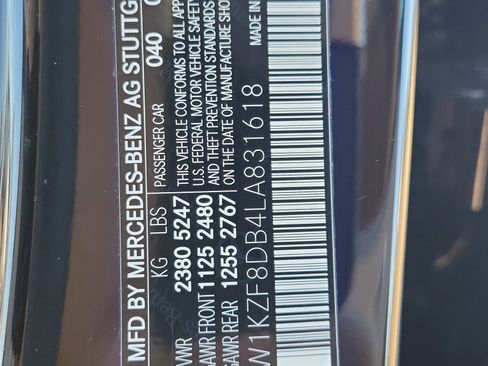 MFD BY MERCEDES-BENZ AG STUTTG
040
KG LBS
PASSENGER CAR
GVWR 2380 5247
GAWR FRONT 1125 2480
GAWR REAR 1255 2767
THIS VEHICLE CONFORMS TO ALL APP
U.S. FEDERAL MOTOR VEHICLE SAFETY
THEFT PREVENTION STANDARDS
ON THE DATE OF MANUFACTURE
W1KZF8DB4LA831618
MADE IN